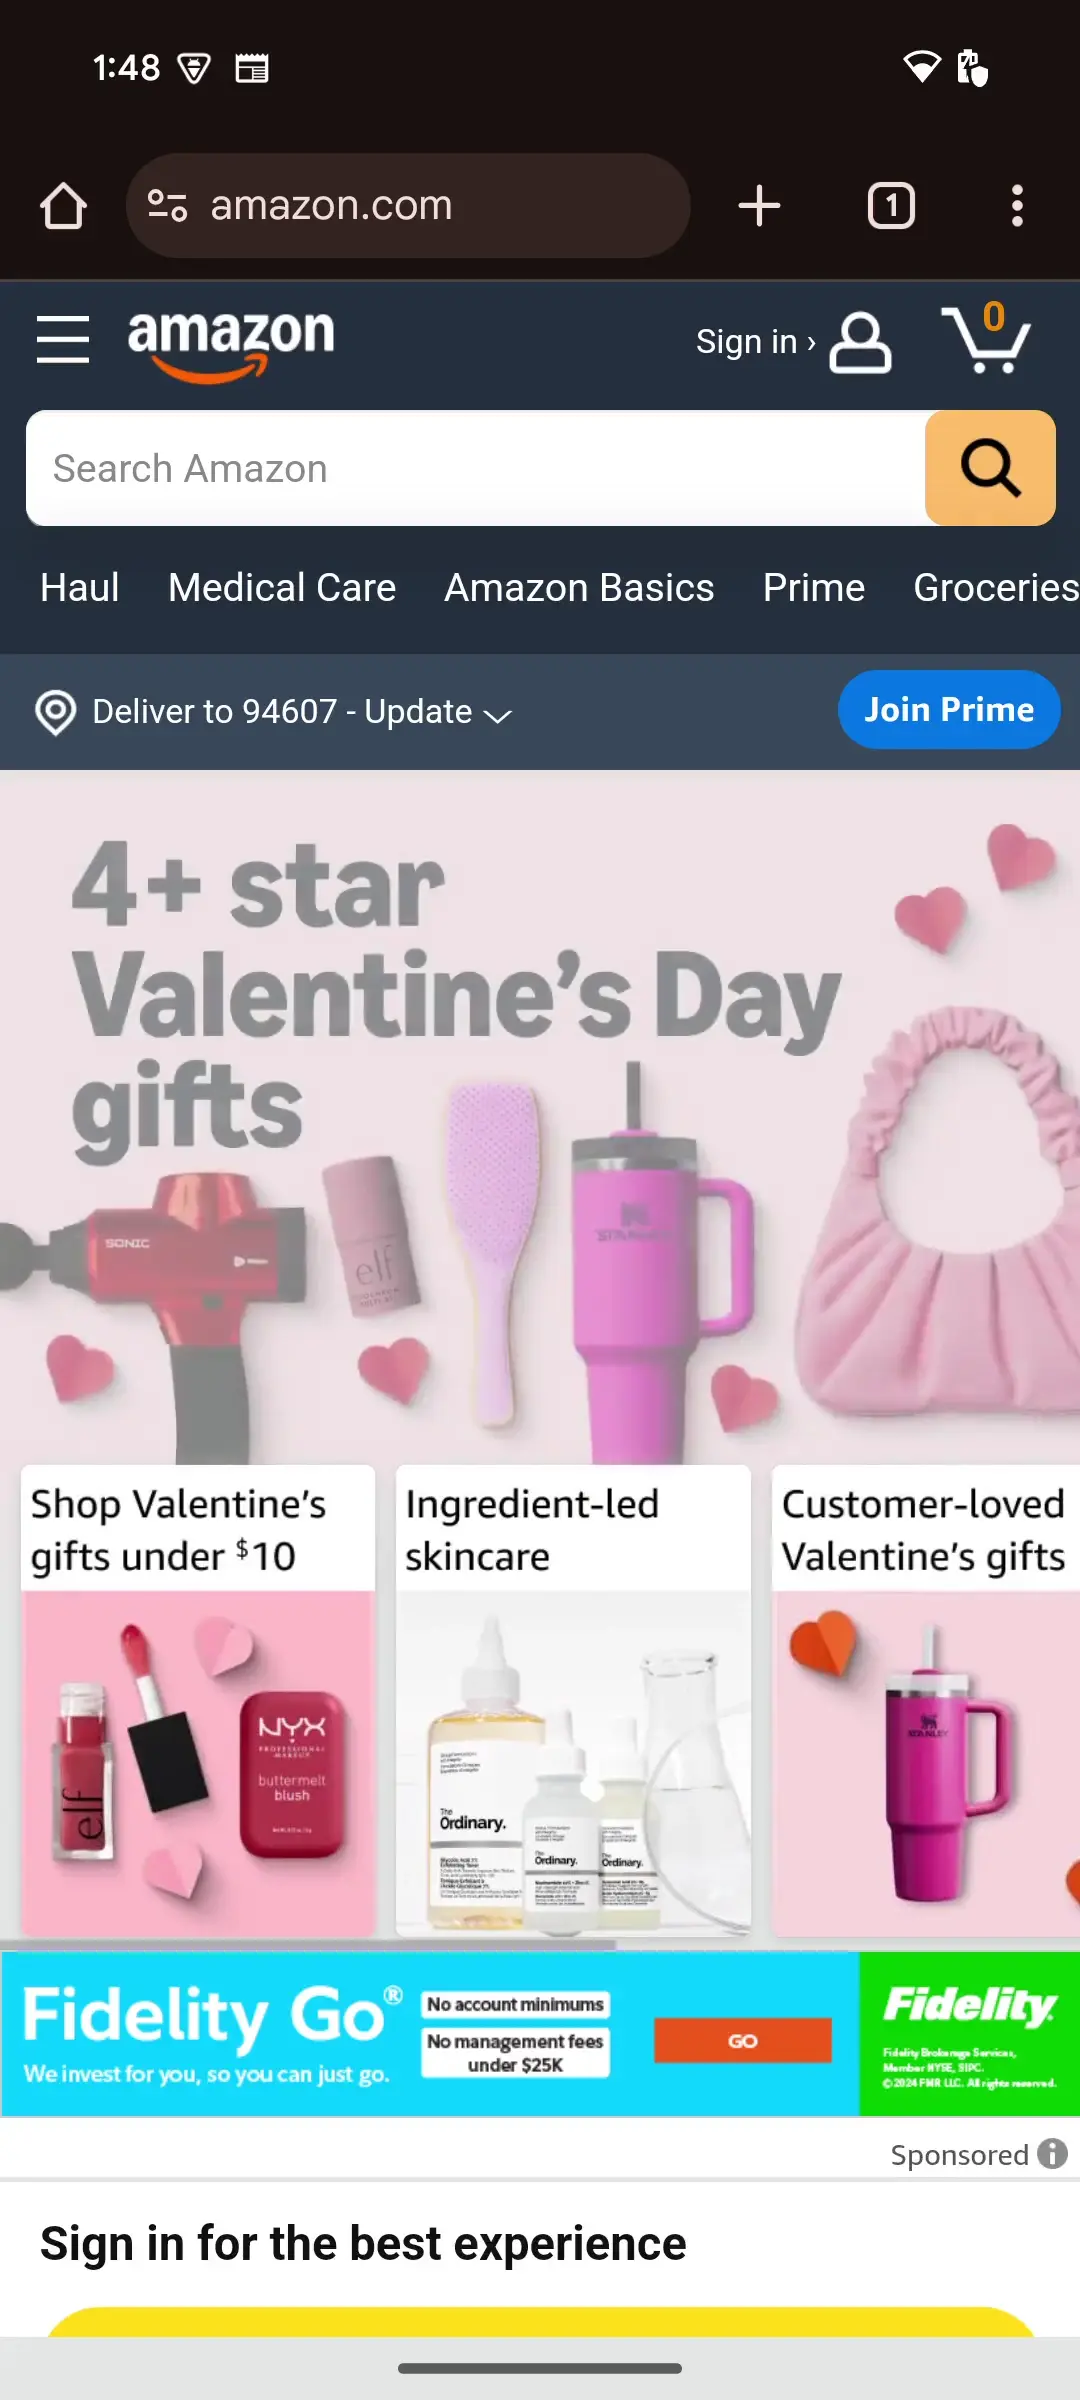 1:48
amazon.com
1
amazon
Sign in ›
0
Search Amazon
Haul Medical Care Amazon Basics Prime Groceries
Deliver to 94607 - Update
Join Prime
4+ star
Valentine's Day
gifts
SONIC
elf
STANLEY
Shop Valentine's
gifts under $10
Ingredient-led
skincare
Customer-loved
Valentine's gifts
elf
NYX
PROFESSIONAL
MAKEUP
buttermelt
blush
The
Ordinary.
The
Ordinary.
The
Ordinary.
STANLEY
Fidelity Go®
We invest for you, so you can just go.
No account minimums
No management fees
under $25K
GO
Fidelity
Fidelity Brokerage Services,
Member NYSE, SIPC.
©2024 FMR LLC. All rights reserved.
Sponsored
Sign in for the best experience